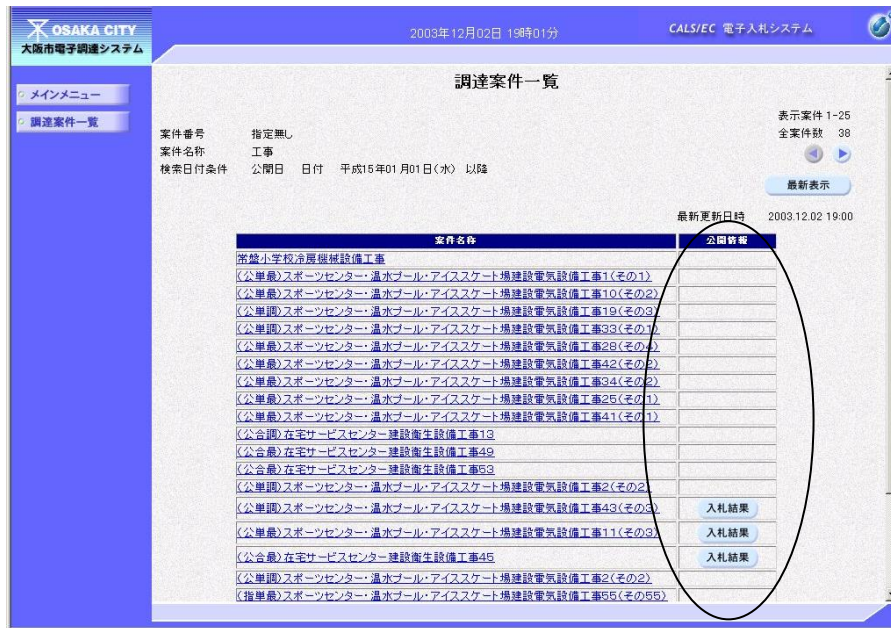 OSAKA CITY
大阪市電子調達システム
2003年12月02日 19時01分
CALS/EC 電子入札システム
メインメニュー
調達案件一覧
調達案件一覧
表示案件 1-25
全案件数 38
案件番号 指定無し
案件名称 工事
検索日付条件 公開日 日付 平成15年01月01日(水) 以降
最新表示
最新更新日時 2003.12.02 19:00
案件名称 公開情報
常盤小学校冷房機械設備工事
(公単最)スポーツセンター・温水プール・アイススケート場建設電気設備工事1(その1)
(公単最)スポーツセンター・温水プール・アイススケート場建設電気設備工事10(その2)
(公単調)スポーツセンター・温水プール・アイススケート場建設電気設備工事19(その3)
(公単調)スポーツセンター・温水プール・アイススケート場建設電気設備工事33(その1)
(公単最)スポーツセンター・温水プール・アイススケート場建設電気設備工事28(その4)
(公単最)スポーツセンター・温水プール・アイススケート場建設電気設備工事42(その2)
(公単最)スポーツセンター・温水プール・アイススケート場建設電気設備工事34(その2)
(公単最)スポーツセンター・温水プール・アイススケート場建設電気設備工事25(その1)
(公単最)スポーツセンター・温水プール・アイススケート場建設電気設備工事41(その1)
(公合調)在宅サービスセンター建設衛生設備工事13
(公合最)在宅サービスセンター建設衛生設備工事49
(公合最)在宅サービスセンター建設衛生設備工事53
(公単調)スポーツセンター・温水プール・アイススケート場建設電気設備工事2(その2)
(公単調)スポーツセンター・温水プール・アイススケート場建設電気設備工事43(その3) 入札結果
(公単最)スポーツセンター・温水プール・アイススケート場建設電気設備工事11(その3) 入札結果
(公合最)在宅サービスセンター建設衛生設備工事45 入札結果
(公単調)スポーツセンター・温水プール・アイススケート場建設電気設備工事2(その2)
(指単最)スポーツセンター・温水プール・アイススケート場建設電気設備工事55(その55)